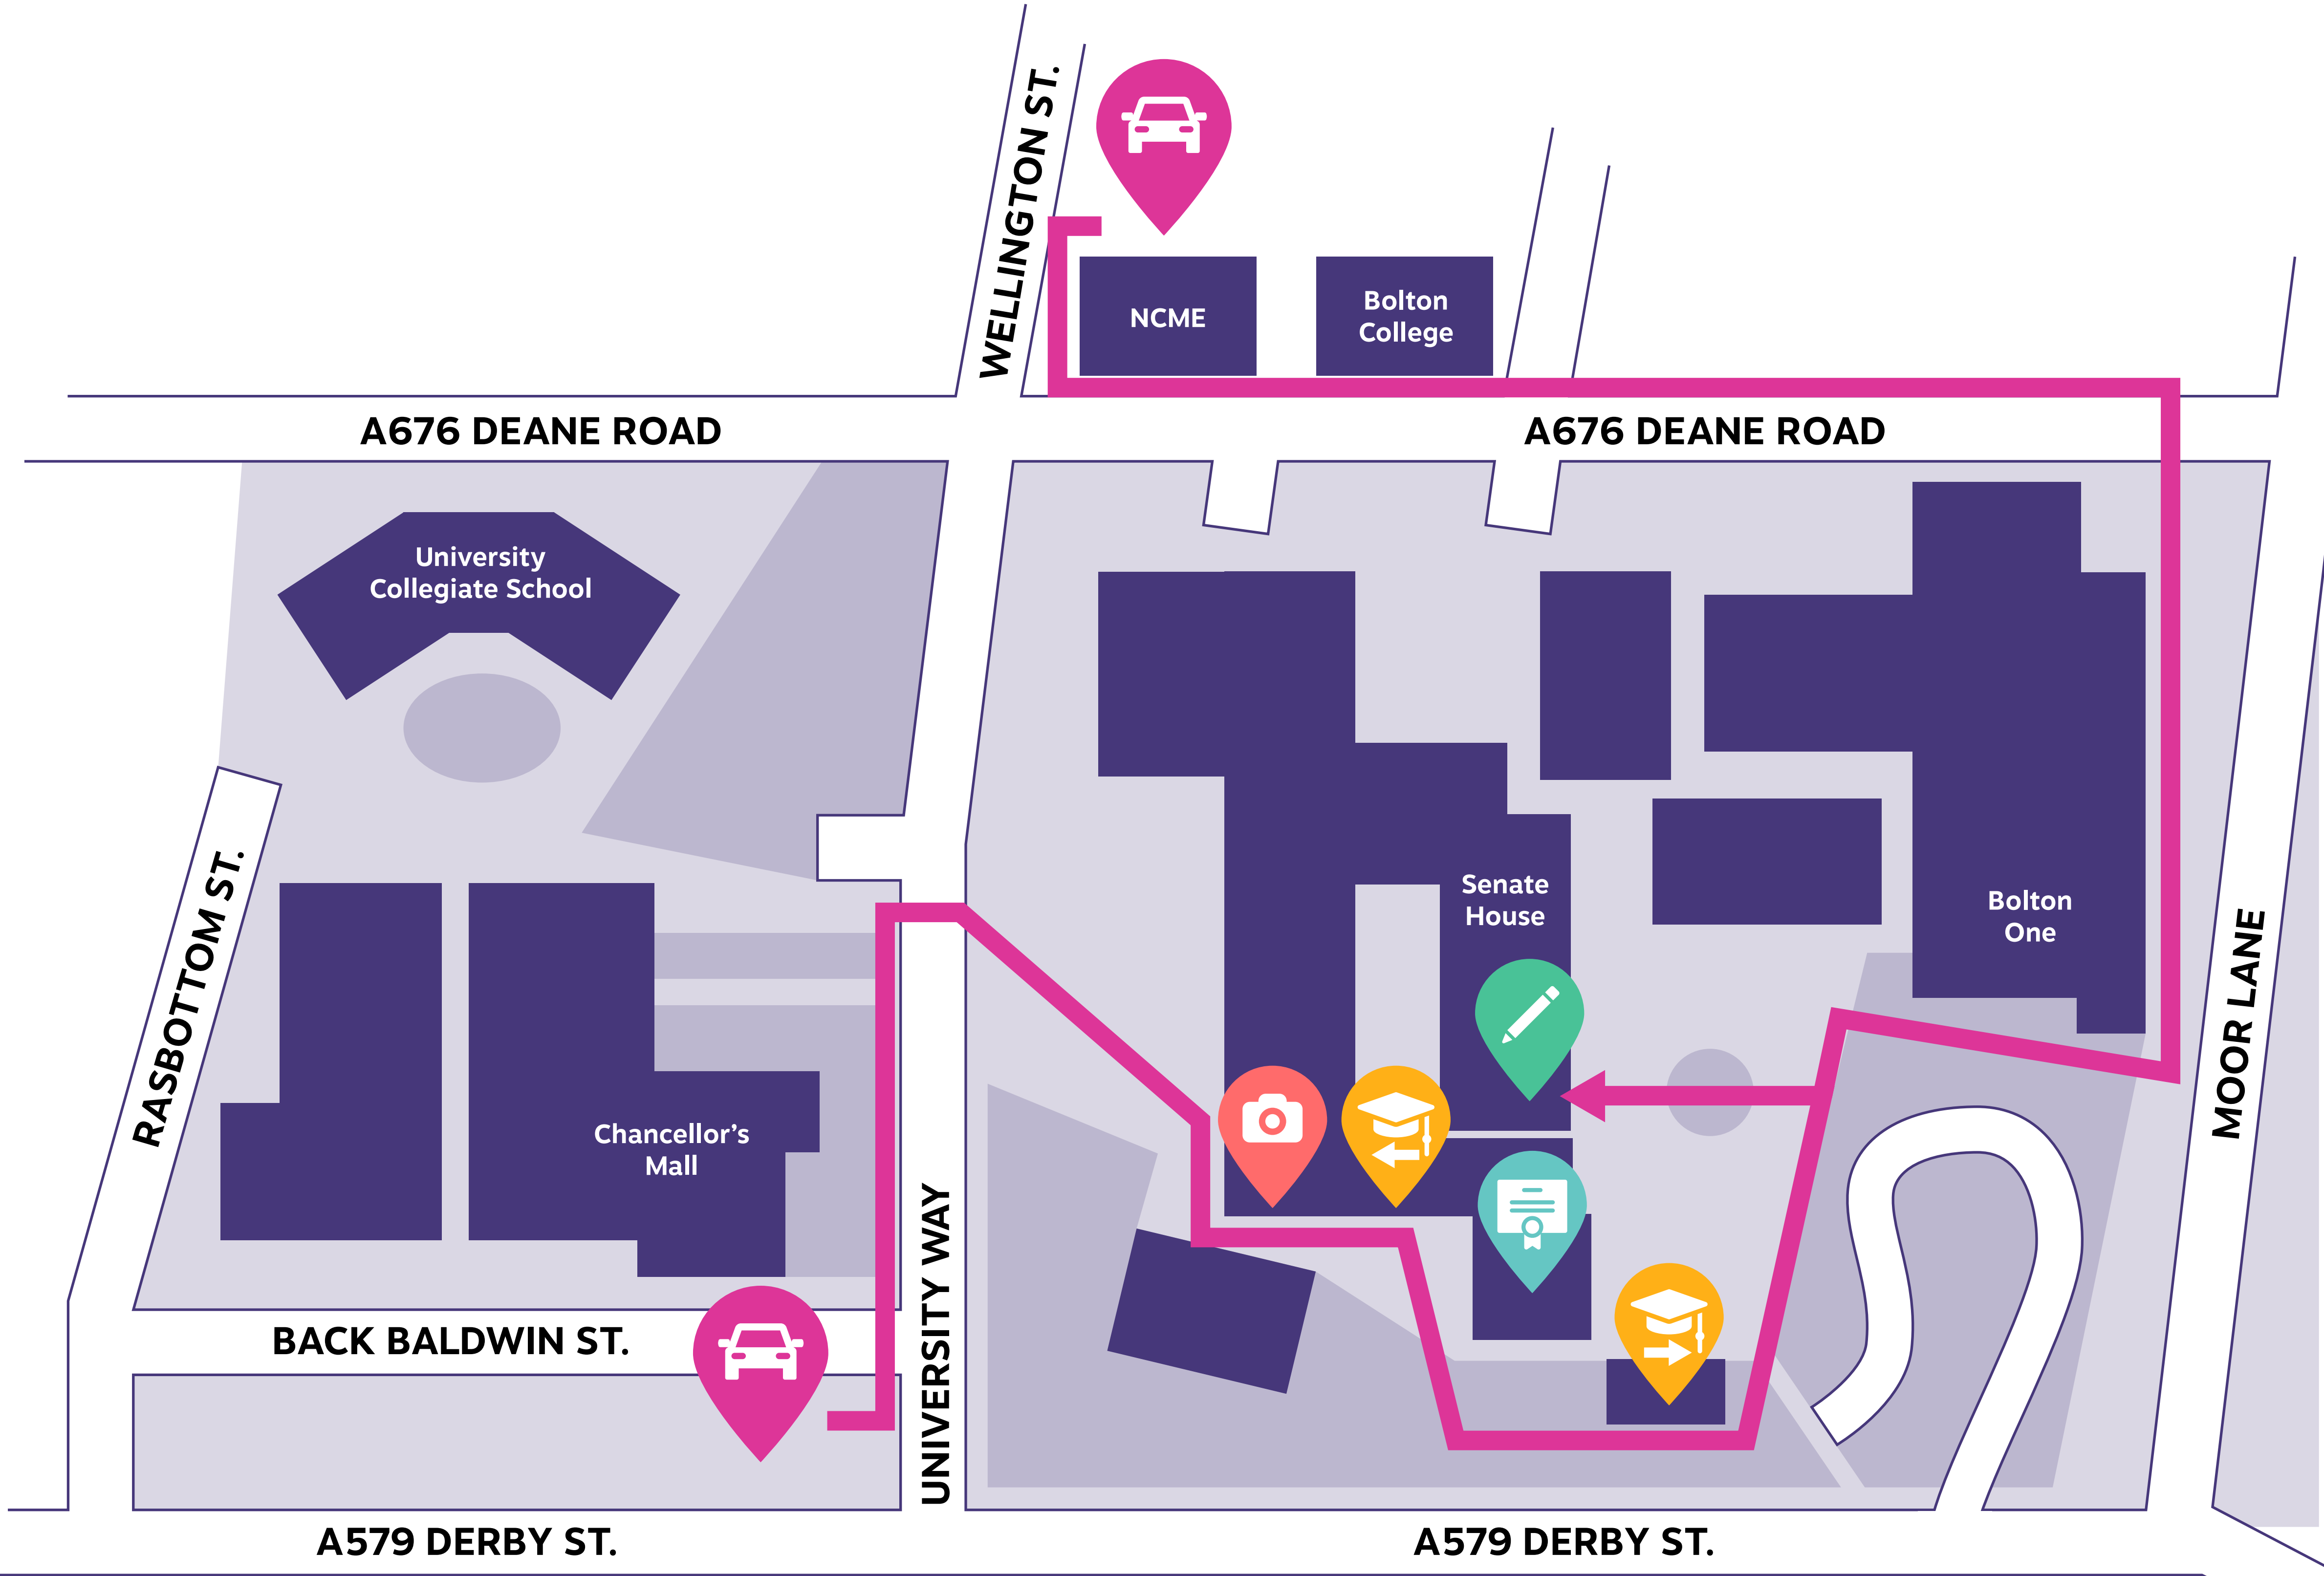 WELLINGTON ST.
NCME
Bolton
College
A676 DEANE ROAD
A676 DEANE ROAD
University
Collegiate School
RASBOTTOM ST.
Senate
House
Bolton
One
MOOR LANE
Chancellor’s
Mall
UNIVERSITY WAY
BACK BALDWIN ST.
A579 DERBY ST.
A579 DERBY ST.